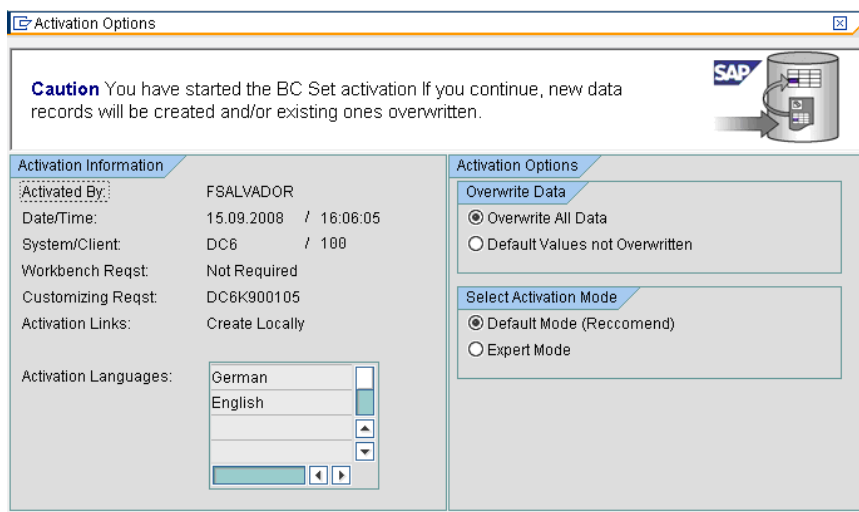 Activation Options
Caution You have started the BC Set activation If you continue, new data
records will be created and/or existing ones overwritten.
SAP
Activation Information
Activated By: FSALVADOR
Date/Time: 15.09.2008 / 16:06:05
System/Client: DC6 / 100
Workbench Reqst: Not Required
Customizing Reqst: DC6K900105
Activation Links: Create Locally
Activation Languages: German
English
Activation Options
Overwrite Data
Overwrite All Data
Default Values not Overwritten
Select Activation Mode
Default Mode (Reccomend)
Expert Mode